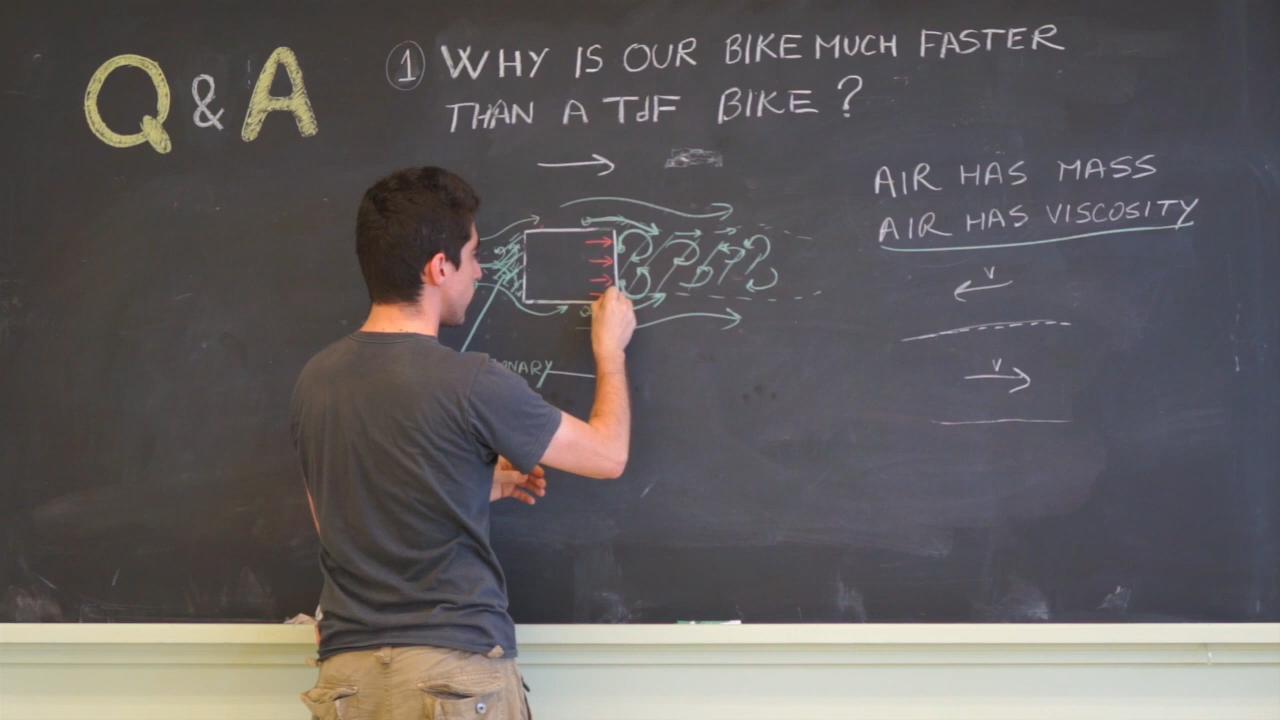 Q & A
① WHY IS OUR BIKE MUCH FASTER
THAN A TdF BIKE?
AIR HAS MASS
AIR HAS VISCOSITY
V
V